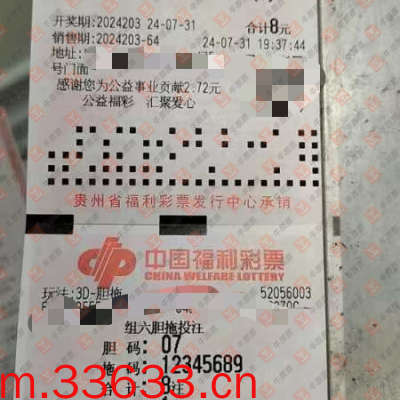 开奖期:2024203 24-07-31 合计8元
销售期:2024203-64 24-07-31 19:37:44
地址:
号门面
感谢您为公益事业贡献2.72元
公益福彩 汇聚爱心
贵州省福利彩票发行中心承销
中国福利彩票
CHINA WELFARE LOTTERY
玩法:3D-胆拖 52056003
组六胆拖投注
胆 码: 07
拖 码: 12345689
合 计: 8注
m.33633.cn